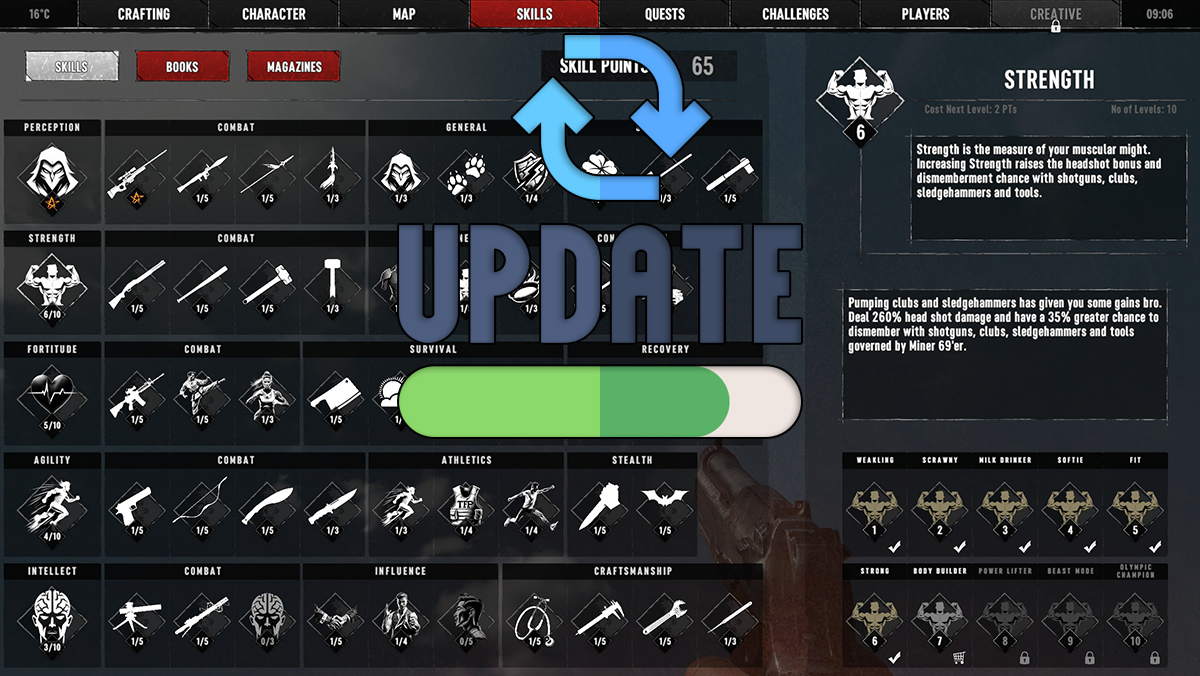 16°C
CRAFTING
CHARACTER
MAP
SKILLS
QUESTS
CHALLENGES
PLAYERS
CREATIVE
09:06
SKILLS
BOOKS
MAGAZINES
SKILL POINTS
65
PERCEPTION
COMBAT
GENERAL
1/5
1/5
1/3
1/3
1/3
1/4
1/3
1/5
STRENGTH
COMBAT
6/10
1/5
1/5
1/5
1/3
FORTITUDE
COMBAT
SURVIVAL
RECOVERY
5/10
1/5
1/5
1/3
1/5
AGILITY
COMBAT
ATHLETICS
STEALTH
4/10
1/5
1/5
1/5
1/3
1/3
TFP
1/4
1/4
1/5
1/5
INTELLECT
COMBAT
INFLUENCE
CRAFTSMANSHIP
3/10
1/5
1/5
0/3
1/5
1/4
0/5
1/5
1/5
1/5
1/3
UPDATE
6
STRENGTH
Cost Next Level: 2 PTs
No of Levels: 10
Strength is the measure of your muscular might.
Increasing Strength raises the headshot bonus and
dismemberment chance with shotguns, clubs,
sledgehammers and tools.
Pumping clubs and sledgehammers has given you some gains bro.
Deal 260% head shot damage and have a 35% greater chance to
dismember with shotguns, clubs, sledgehammers and tools
governed by Miner 69'er.
WEAKLING
SCRAWNY
MILK DRINKER
SOFTIE
FIT
1
2
3
4
5
STRONG
BODY BUILDER
POWER LIFTER
BEAST MODE
OLYMPIC
CHAMPION
6
7
8
9
10